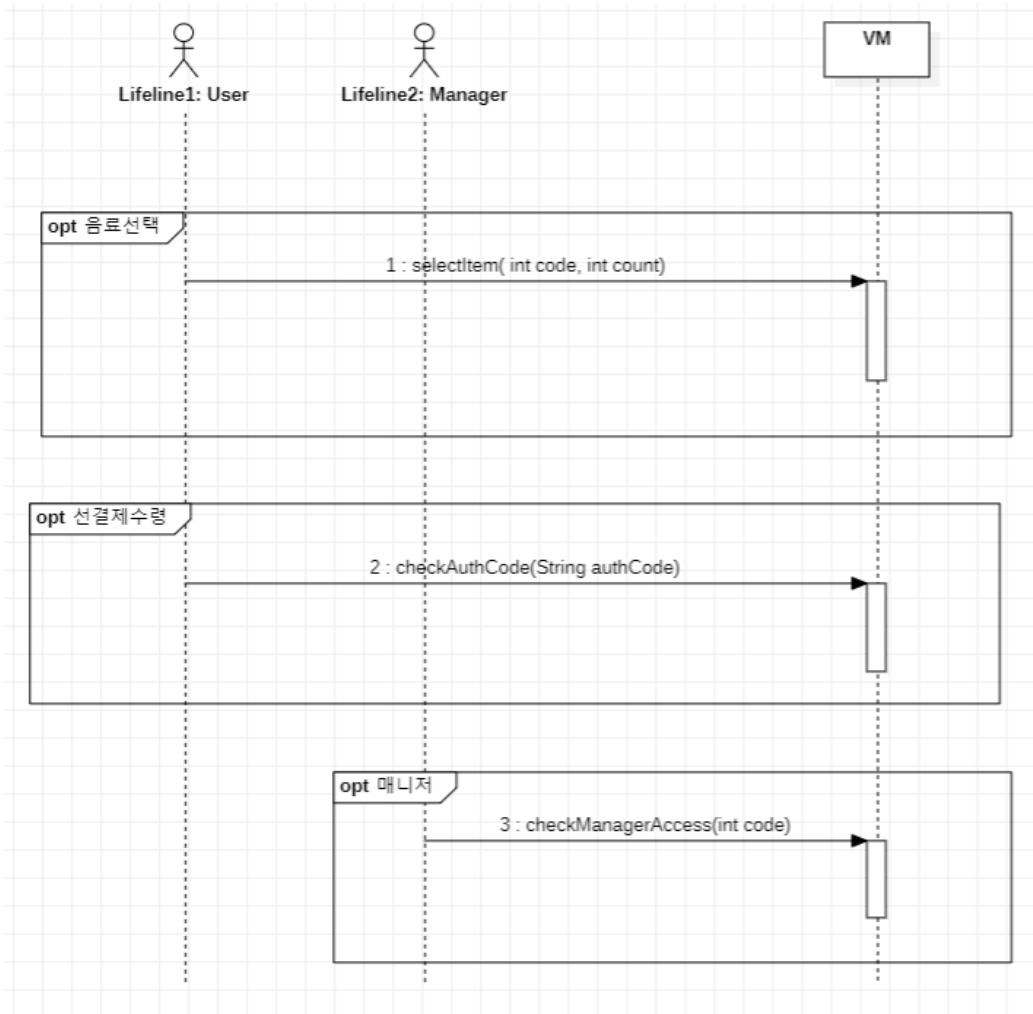 Lifeline1: User
Lifeline2: Manager
VM
opt 음료선택
1 : selectItem( int code, int count)
opt 선결제수령
2 : checkAuthCode(String authCode)
opt 매니저
3 : checkManagerAccess(int code)